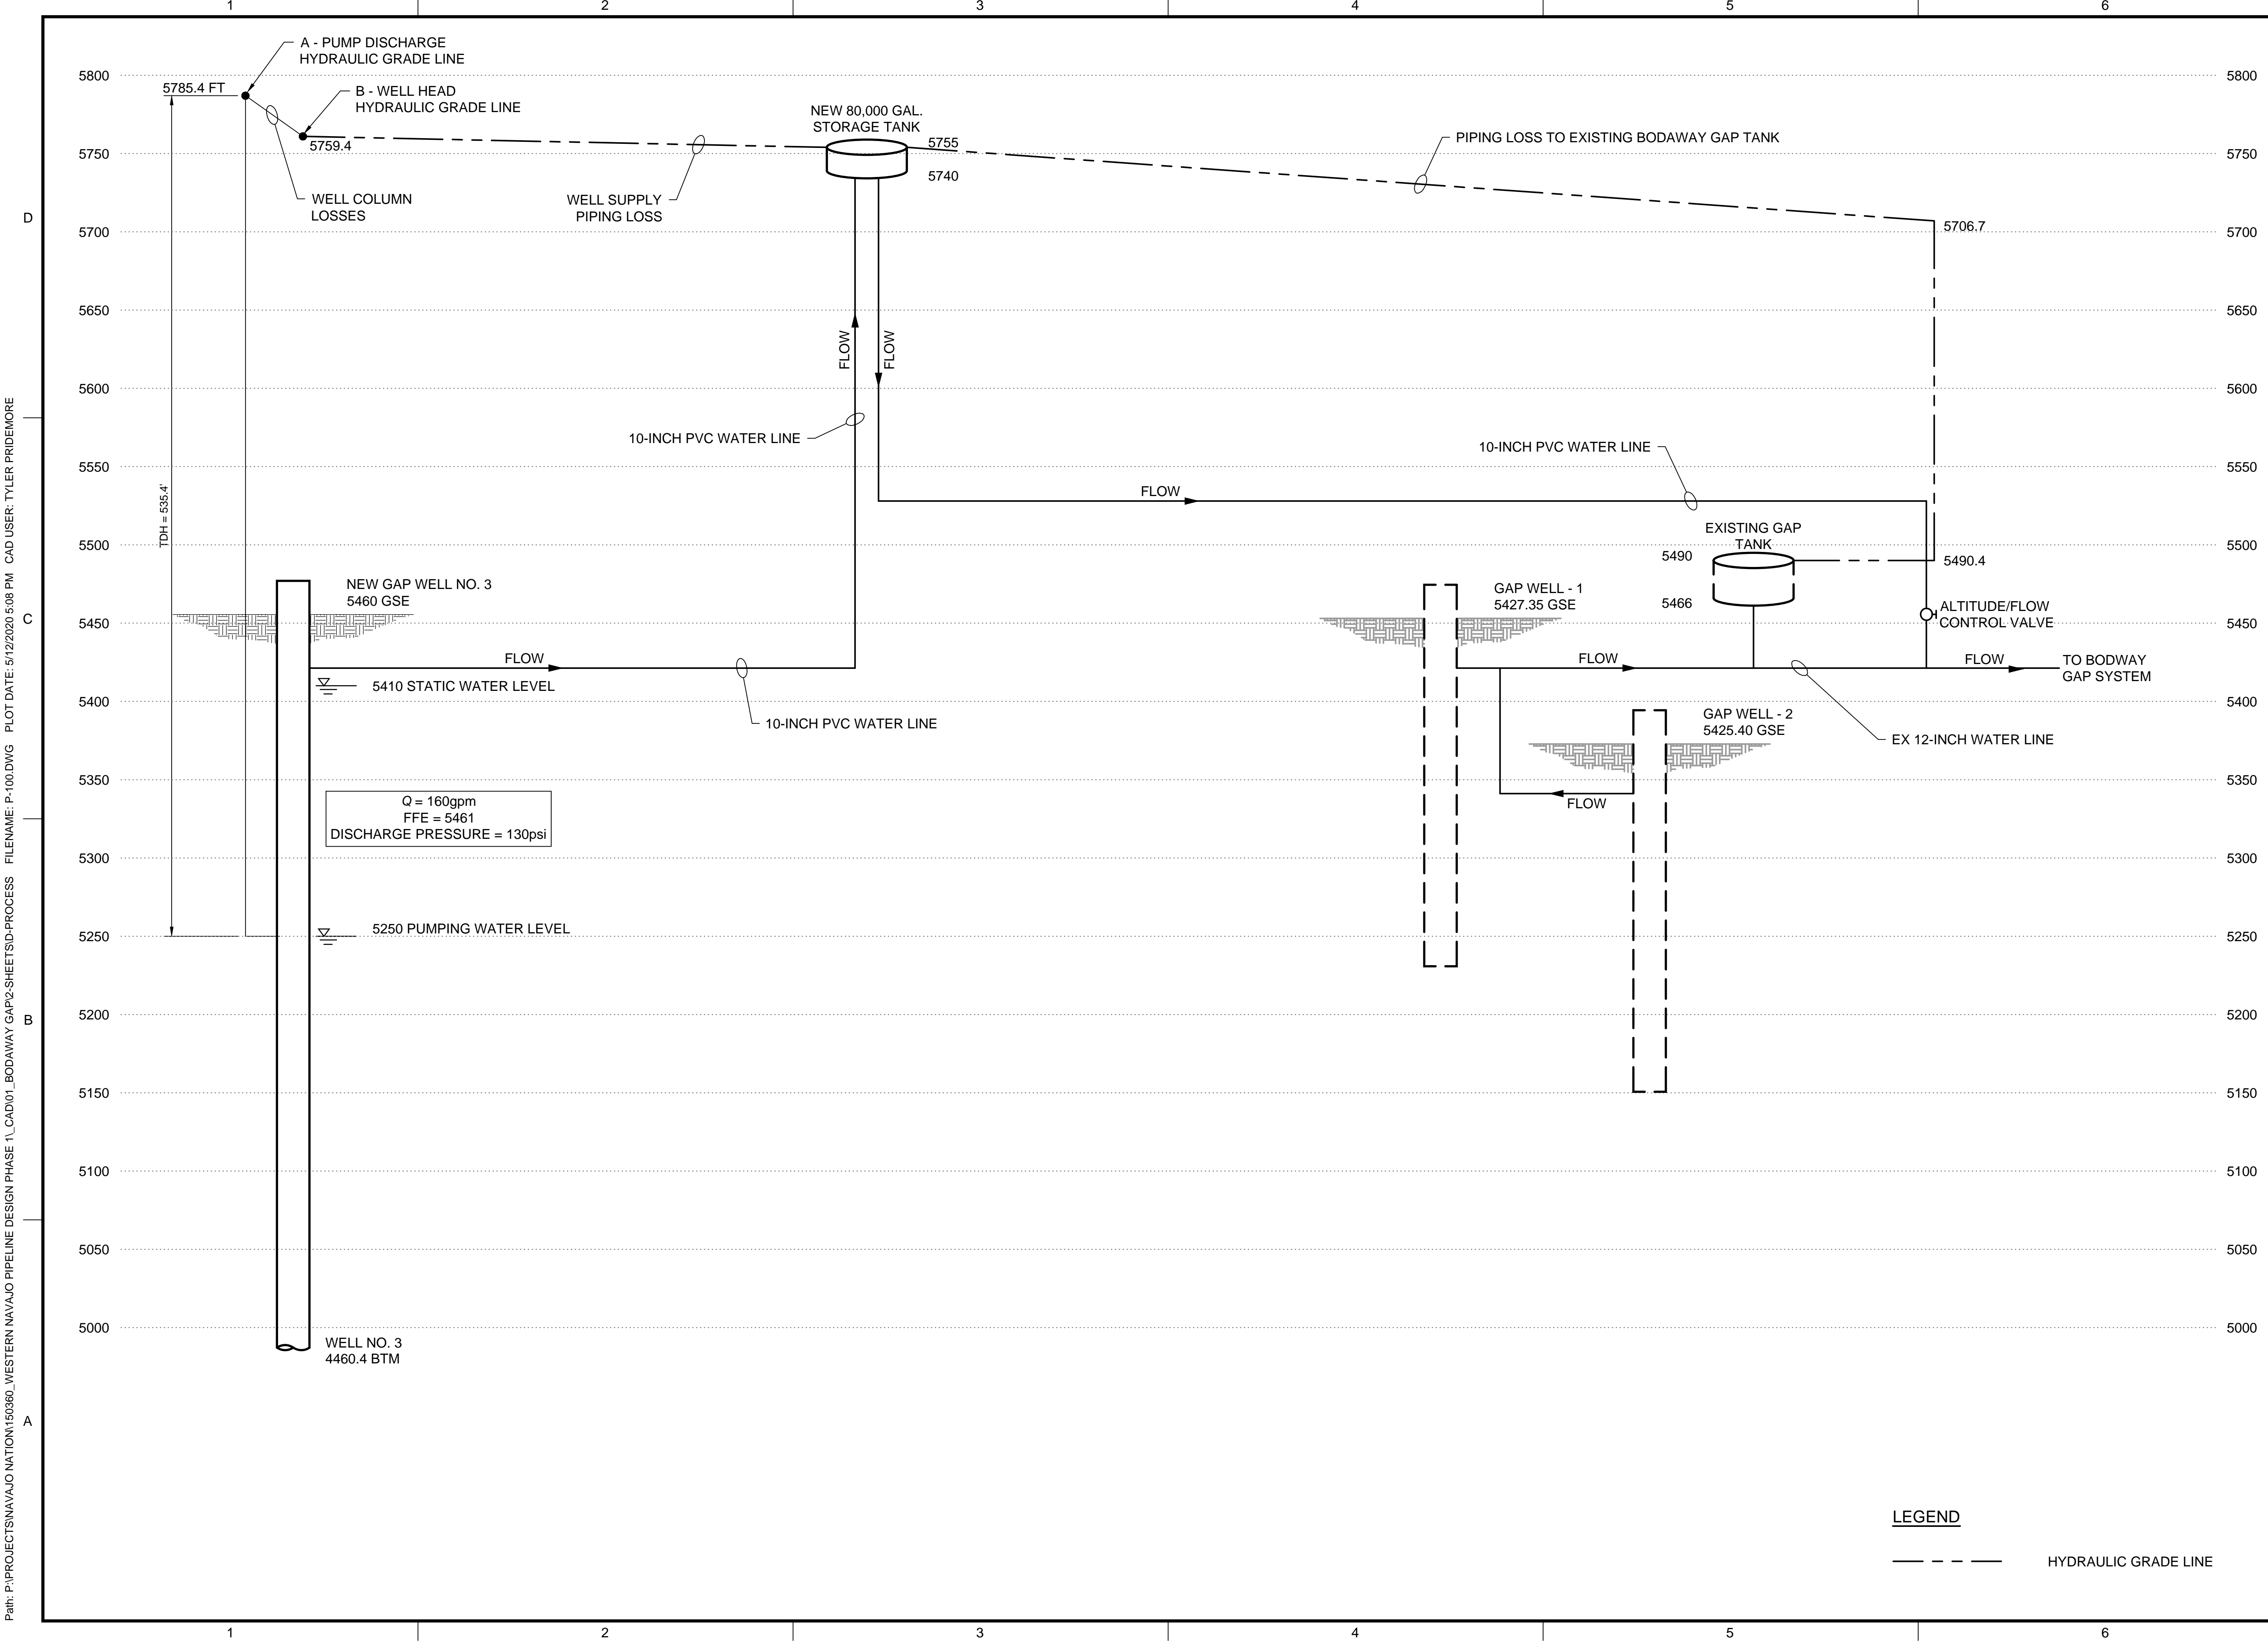 1
2
3
4
5
6
A - PUMP DISCHARGE
HYDRAULIC GRADE LINE
5800
5800
5785.4 FT
B - WELL HEAD
HYDRAULIC GRADE LINE
NEW 80,000 GAL.
STORAGE TANK
PIPING LOSS TO EXISTING BODAWAY GAP TANK
5759.4
5755
5750
5750
5740
WELL COLUMN
LOSSES
WELL SUPPLY
PIPING LOSS
D
5706.7
5700
5700
5650
5650
FLOW
FLOW
5600
5600
10-INCH PVC WATER LINE
10-INCH PVC WATER LINE
5550
5550
TDH = 535.4'
FLOW
EXISTING GAP
TANK
5500
5500
5490
5490.4
NEW GAP WELL NO. 3
5460 GSE
GAP WELL - 1
5427.35 GSE
5466
ALTITUDE/FLOW
CONTROL VALVE
C
5450
5450
FLOW
FLOW
FLOW
TO BODWAY
GAP SYSTEM
5410 STATIC WATER LEVEL
5400
5400
10-INCH PVC WATER LINE
GAP WELL - 2
5425.40 GSE
EX 12-INCH WATER LINE
5350
5350
Q = 160gpm
FFE = 5461
DISCHARGE PRESSURE = 130psi
FLOW
5300
5300
5250 PUMPING WATER LEVEL
5250
5250
B
5200
5200
5150
5150
5100
5100
5050
5050
5000
5000
WELL NO. 3
4460.4 BTM
A
LEGEND
HYDRAULIC GRADE LINE
Path: P:\PROJECTS\NAVAJO NATION\150360_WESTERN NAVAJO PIPELINE DESIGN PHASE 1\_CAD\01_BODAWAY GAP\2-SHEETS\D-PROCESS FILENAME: P-100.DWG PLOT DATE: 5/12/2020 5:08 PM CAD USER: TYLER PRIDEMORE
1
2
3
4
5
6